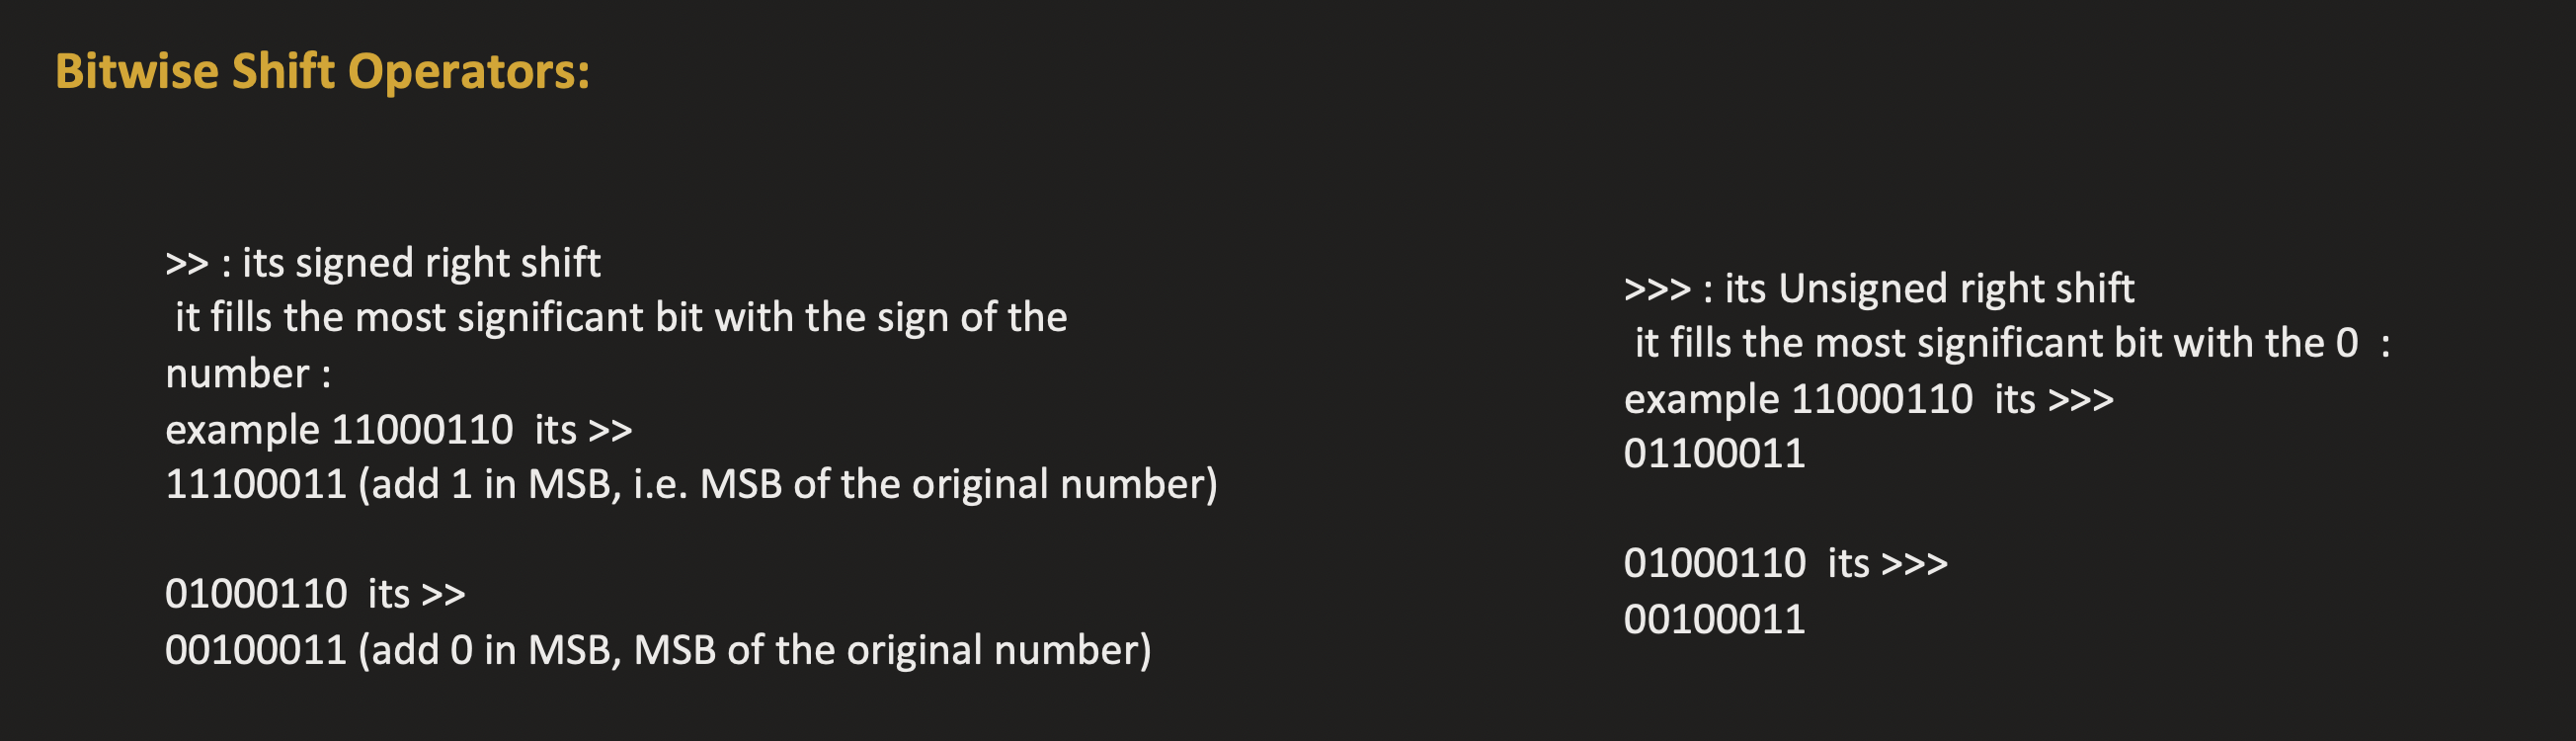 Bitwise Shift Operators:
>> : its signed right shift
it fills the most significant bit with the sign of the
number :
example 11000110  its >>
11100011 (add 1 in MSB, i.e. MSB of the original number)
01000110  its >>
00100011 (add 0 in MSB, MSB of the original number)
>>> : its Unsigned right shift
it fills the most significant bit with the 0  :
example 11000110  its >>>
01100011
01000110  its >>>
00100011